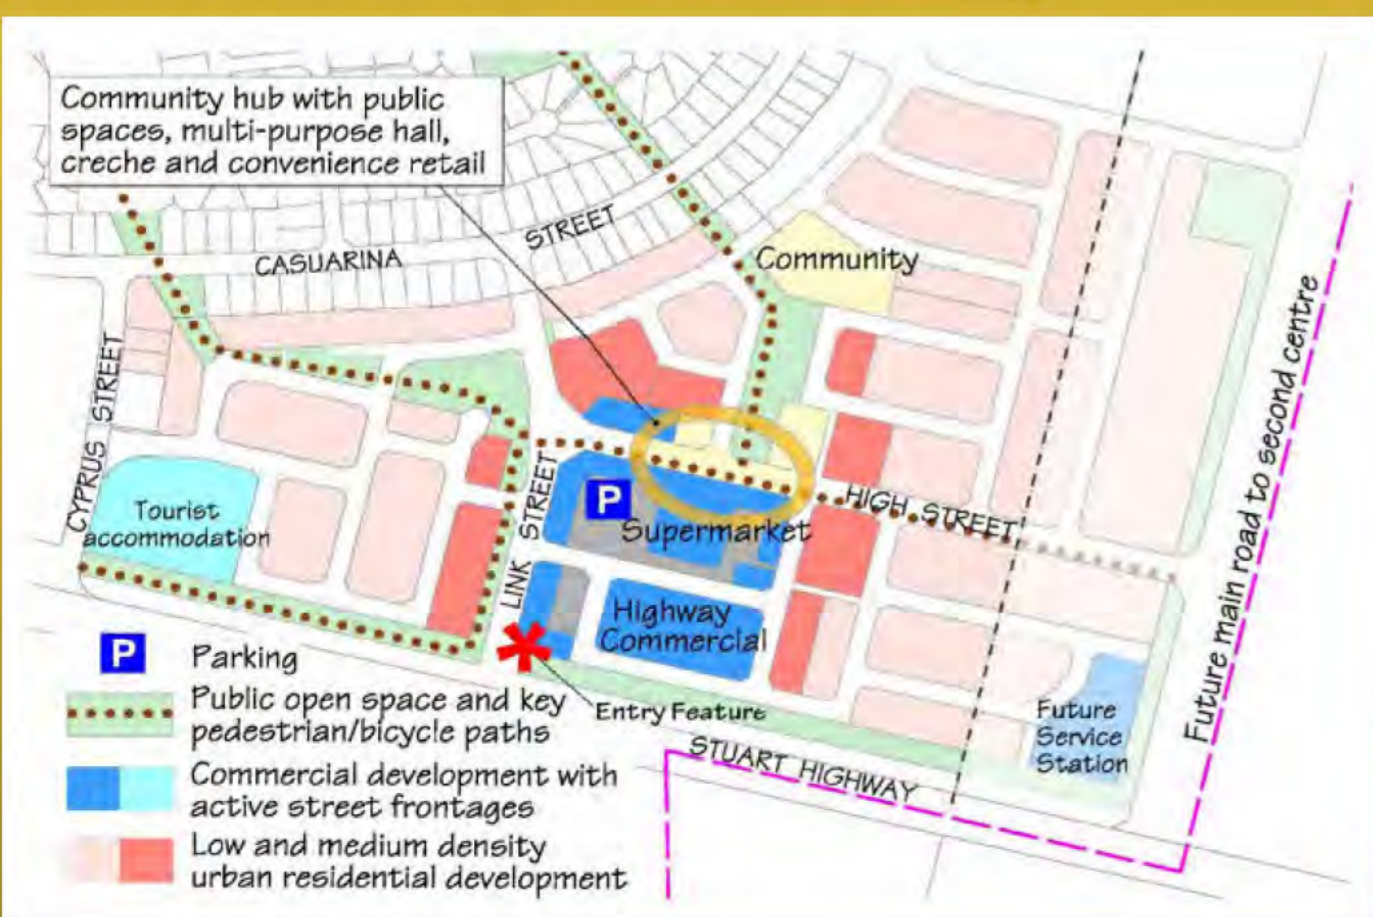 Community hub with public
spaces, multi-purpose hall,
creche and convenience retail
CASUARINA
STREET
Community
CYPRUS STREET
Tourist
accommodation
LINK STREET
P
Supermarket
HIGH STREET
Highway
Commercial
Entry Feature
STUART HIGHWAY
Future
Service
Station
Future main road to second centre
P
Parking
Public open space and key
pedestrian/bicycle paths
Commercial development with
active street frontages
Low and medium density
urban residential development